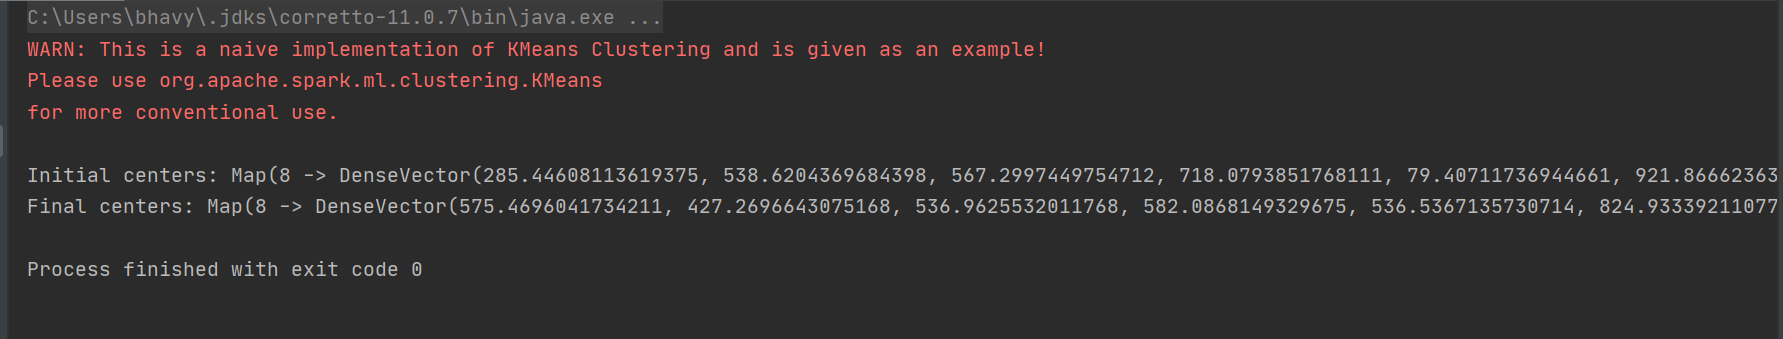 C:\Users\bhavy\.jdks\corretto-11.0.7\bin\java.exe ...
WARN: This is a naive implementation of KMeans Clustering and is given as an example!
Please use org.apache.spark.ml.clustering.KMeans
for more conventional use.
Initial centers: Map(8 -> DenseVector(285.44608113619375, 538.6204369684398, 567.2997449754712, 718.0793851768111, 79.40711736944661, 921.86662363
Final centers: Map(8 -> DenseVector(575.4696041734211, 427.2696643075168, 536.9625532011768, 582.0868149329675, 536.5367135730714, 824.93339211077
Process finished with exit code 0